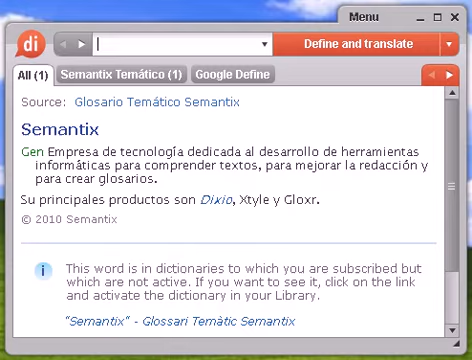 Menu
di
Define and translate
All (1)
Semantix Temático (1)
Google Define
Source: Glosario Temático Semantix
Semantix
Gen Empresa de tecnología dedicada al desarrollo de herramientas
informáticas para comprender textos, para mejorar la redacción y
para crear glosarios.
Su principales productos son Dixio, Xtyle y Gloxr.
© 2010 Semantix
i
This word is in dictionaries to which you are subscribed but
which are not active. If you want to see it, click on the link
and activate the dictionary in your Library.
"Semantix" - Glossari Temàtic Semantix